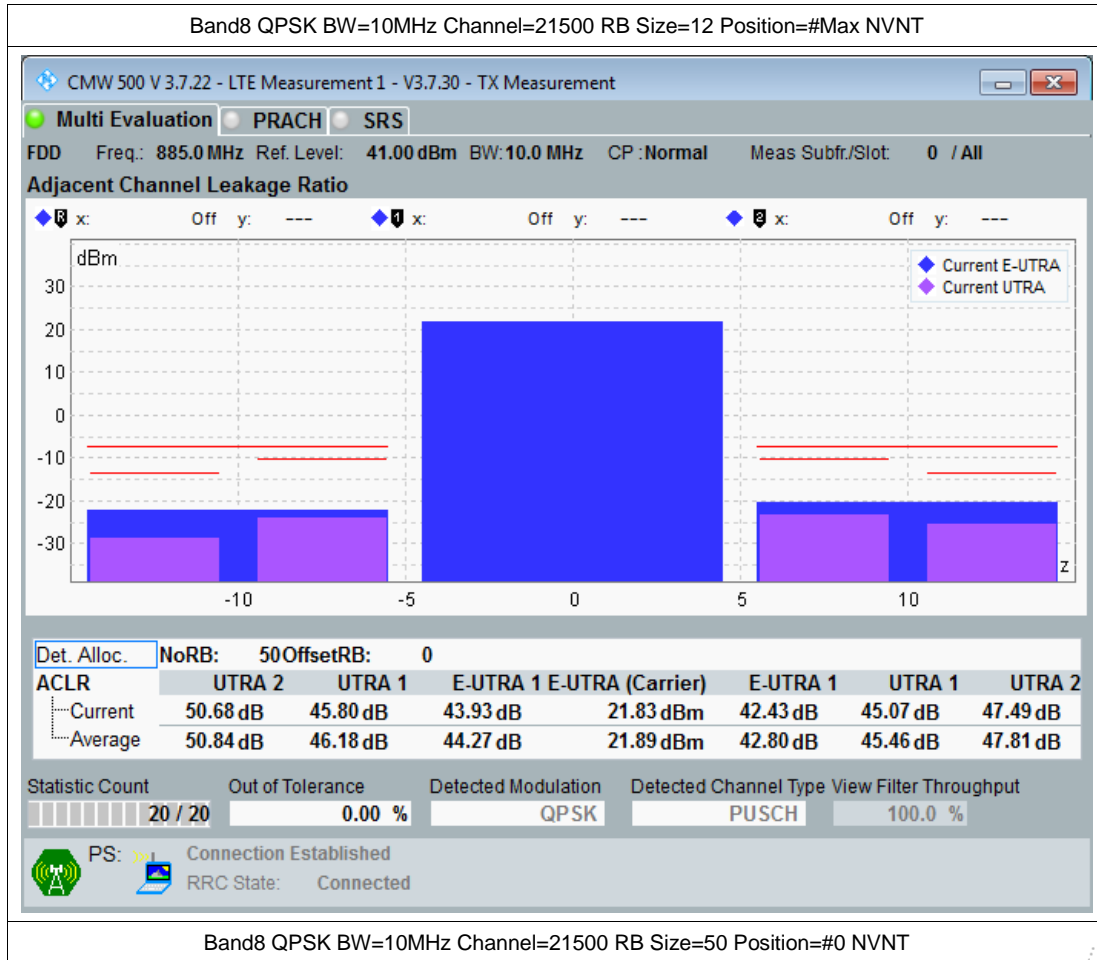 Band8 QPSK BW=10MHz Channel=21500 RB Size=12 Position=#Max NVNT
CMW 500 V 3.7.22 - LTE Measurement 1 - V3.7.30 - TX Measurement
Multi Evaluation PRACH SRS
FDD Freq.: 885.0 MHz Ref. Level: 41.00 dBm BW: 10.0 MHz CP : Normal Meas Subfr./Slot: 0 / All
Adjacent Channel Leakage Ratio
R x: Off y: --- 1 x: Off y: --- 2 x: Off y: ---
dBm
Current E-UTRA
Current UTRA
30
20
10
0
-10
-20
-30
z
-10 -5 0 5 10
Det. Alloc. NoRB: 50 OffsetRB: 0
ACLR UTRA 2 UTRA 1 E-UTRA 1 E-UTRA (Carrier) E-UTRA 1 UTRA 1 UTRA 2
Current 50.68 dB 45.80 dB 43.93 dB 21.83 dBm 42.43 dB 45.07 dB 47.49 dB
Average 50.84 dB 46.18 dB 44.27 dB 21.89 dBm 42.80 dB 45.46 dB 47.81 dB
Statistic Count Out of Tolerance Detected Modulation Detected Channel Type View Filter Throughput
20 / 20 0.00 % QPSK PUSCH 100.0 %
PS: Connection Established
RRC State: Connected
Band8 QPSK BW=10MHz Channel=21500 RB Size=50 Position=#0 NVNT